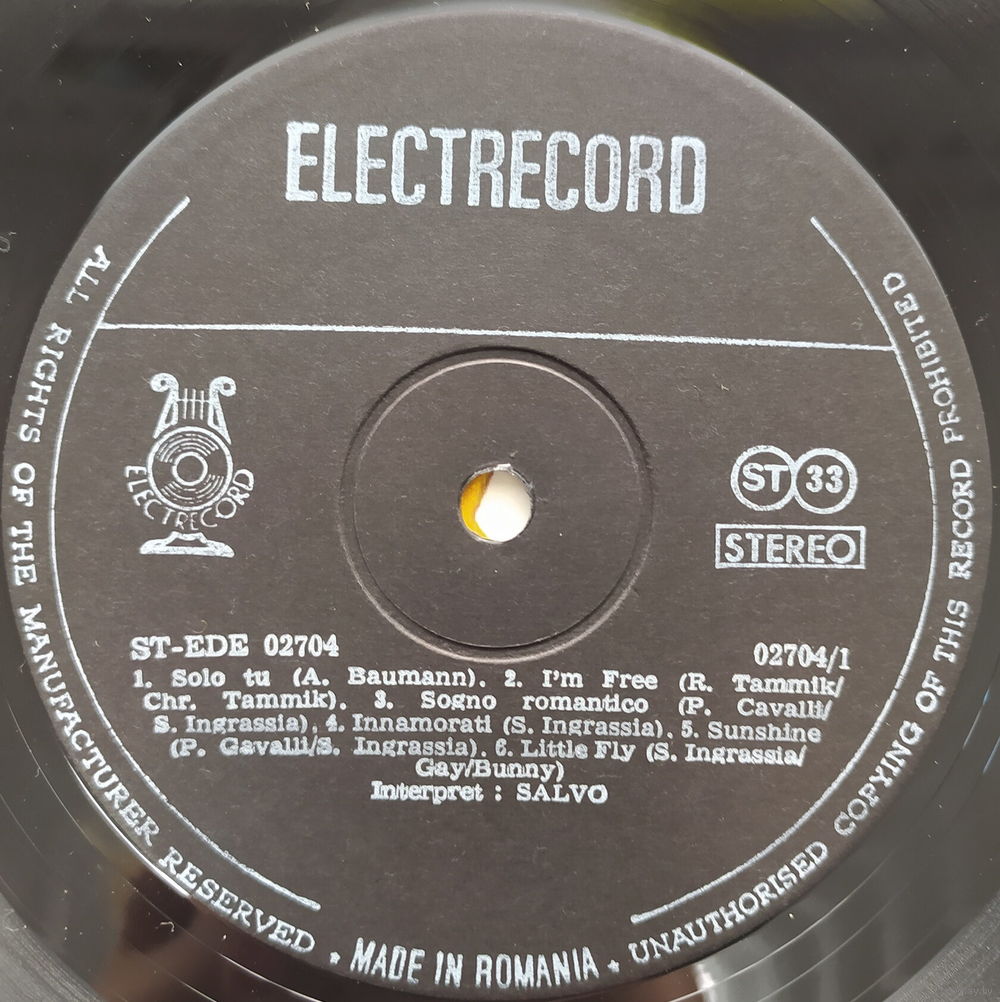 ELECTRECORD
ELECTRECORD
ST 33
STEREO
ST-EDE 02704
02704/1
1. Solo tu (A. Baumann). 2. I'm Free (R. Tammik/
Chr. Tammik). 3. Sogno romantico (P. Cavalli/
S. Ingrassia). 4. Innamorati (S. Ingrassia). 5. Sunshine
(P. Cavalli/S. Ingrassia). 6. Little Fly (S. Ingrassia/
Gay/Bunny)
Interpret : SALVO
ALL RIGHTS OF THE MANUFACTURER RESERVED ★ MADE IN ROMANIA ★ UNAUTHORISED COPYING OF THIS RECORD PROHIBITED